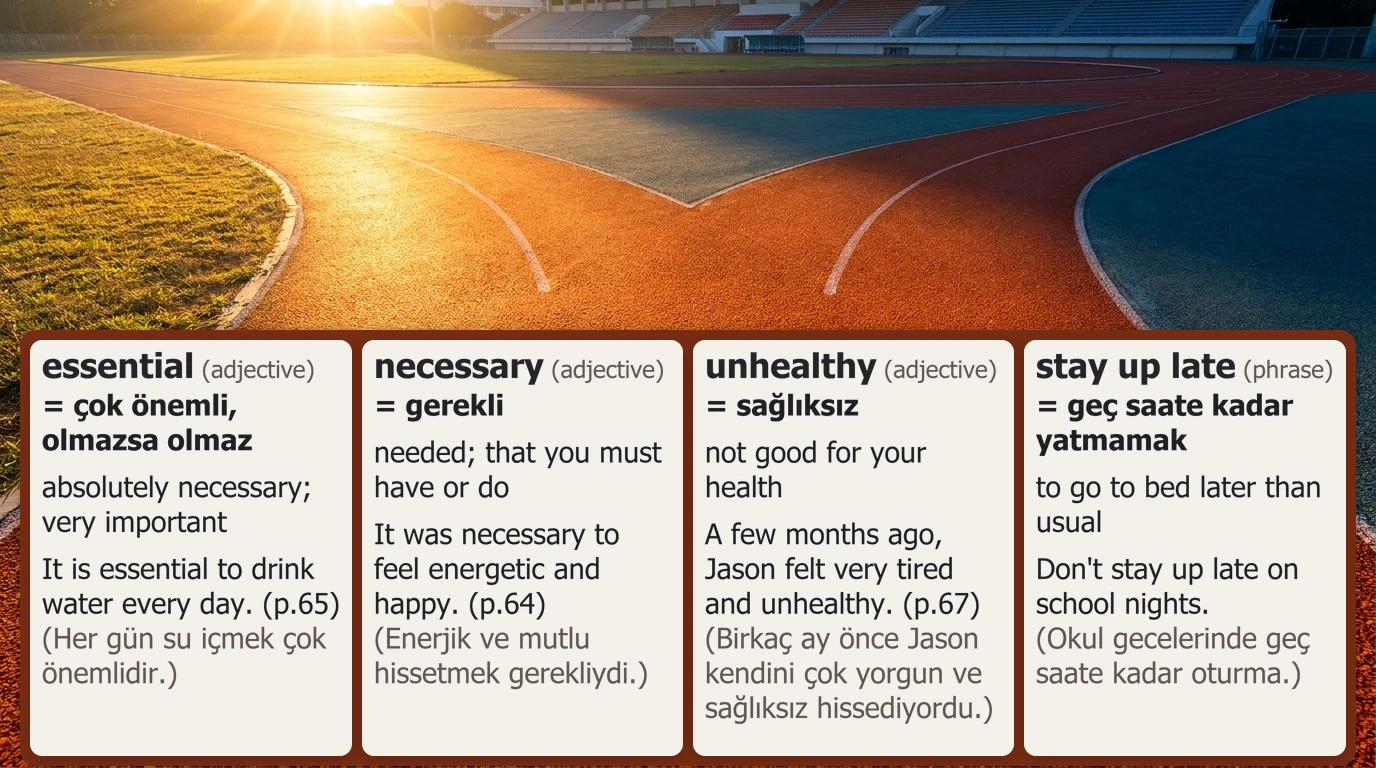 essential (adjective)
= çok önemli,
olmazsa olmaz
absolutely necessary;
very important
It is essential to drink
water every day. (p.65)
(Her gün su içmek çok
önemlidir.)
necessary (adjective)
= gerekli
needed; that you must
have or do
It was necessary to
feel energetic and
happy. (p.64)
(Enerjik ve mutlu
hissetmek gerekliydi.)
unhealthy (adjective)
= sağlıksız
not good for your
health
A few months ago,
Jason felt very tired
and unhealthy. (p.67)
(Birkaç ay önce Jason
kendini çok yorgun ve
sağlıksız hissediyordu.)
stay up late (phrase)
= geç saate kadar
yatmamak
to go to bed later than
usual
Don't stay up late on
school nights.
(Okul gecelerinde geç
saate kadar oturma.)